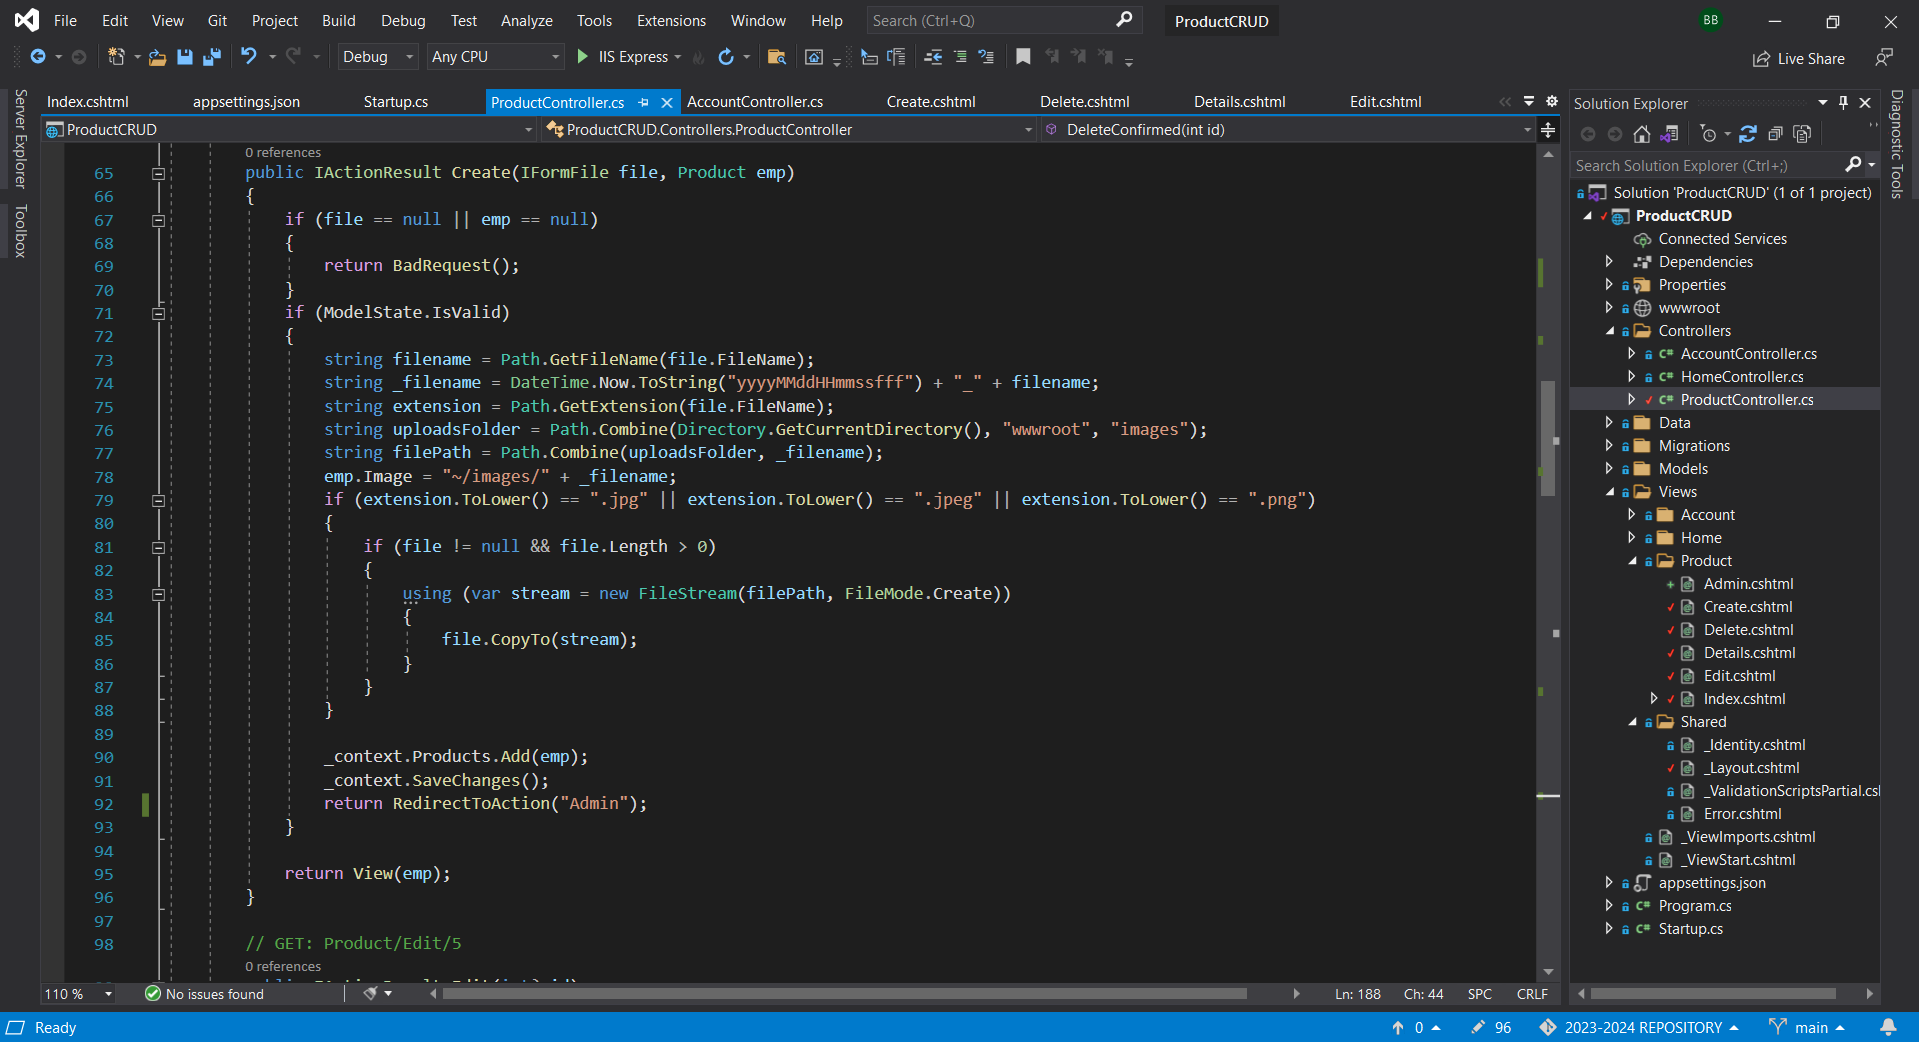 File Edit View Git Project Build Debug Test Analyze Tools Extensions Window Help Search (Ctrl+Q) ProductCRUD BB
Debug Any CPU IIS Express Live Share
Server Explorer
Toolbox
Index.cshtml appsettings.json Startup.cs ProductController.cs AccountController.cs Create.cshtml Delete.cshtml Details.cshtml Edit.cshtml
ProductCRUD ProductCRUD.Controllers.ProductController DeleteConfirmed(int id)
0 references
65 public IActionResult Create(IFormFile file, Product emp)
66 {
67 if (file == null || emp == null)
68 {
69 return BadRequest();
70 }
71 if (ModelState.IsValid)
72 {
73 string filename = Path.GetFileName(file.FileName);
74 string _filename = DateTime.Now.ToString("yyyyMMddHHmmssfff") + "_" + filename;
75 string extension = Path.GetExtension(file.FileName);
76 string uploadsFolder = Path.Combine(Directory.GetCurrentDirectory(), "wwwroot", "images");
77 string filePath = Path.Combine(uploadsFolder, _filename);
78 emp.Image = "~/images/" + _filename;
79 if (extension.ToLower() == ".jpg" || extension.ToLower() == ".jpeg" || extension.ToLower() == ".png")
80 {
81 if (file != null && file.Length > 0)
82 {
83 using (var stream = new FileStream(filePath, FileMode.Create))
84 {
85 file.CopyTo(stream);
86 }
87 }
88 }
89
90 _context.Products.Add(emp);
91 _context.SaveChanges();
92 return RedirectToAction("Admin");
93 }
94
95 return View(emp);
96 }
97
98 // GET: Product/Edit/5
0 references
110 % No issues found Ln: 188 Ch: 44 SPC CRLF
Solution Explorer
Search Solution Explorer (Ctrl+;)
Solution 'ProductCRUD' (1 of 1 project)
ProductCRUD
Connected Services
Dependencies
Properties
wwwroot
Controllers
C# AccountController.cs
C# HomeController.cs
C# ProductController.cs
Data
Migrations
Models
Views
Account
Home
Product
Admin.cshtml
Create.cshtml
Delete.cshtml
Details.cshtml
Edit.cshtml
Index.cshtml
Shared
_Identity.cshtml
_Layout.cshtml
_ValidationScriptsPartial.csl
Error.cshtml
_ViewImports.cshtml
_ViewStart.cshtml
appsettings.json
C# Program.cs
C# Startup.cs
Diagnostic Tools
Ready 0 96 2023-2024 REPOSITORY main